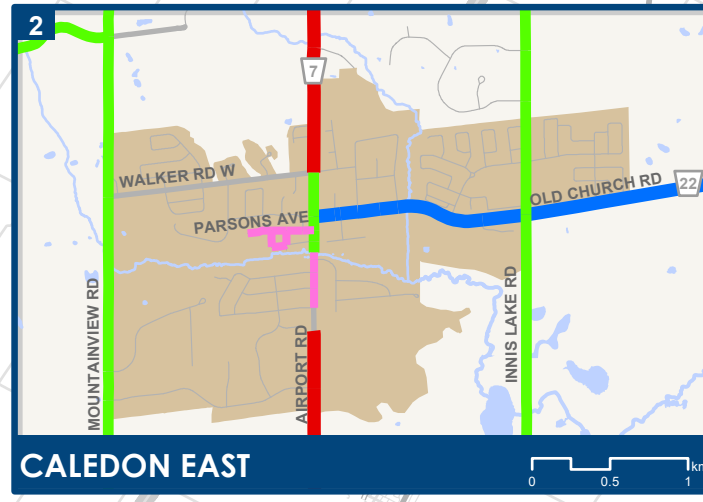 2
7
WALKER RD W
OLD CHURCH RD
22
PARSONS AVE
MOUNTAINVIEW RD
AIRPORT RD
INNIS LAKE RD
CALEDON EAST
km
0 0.5 1